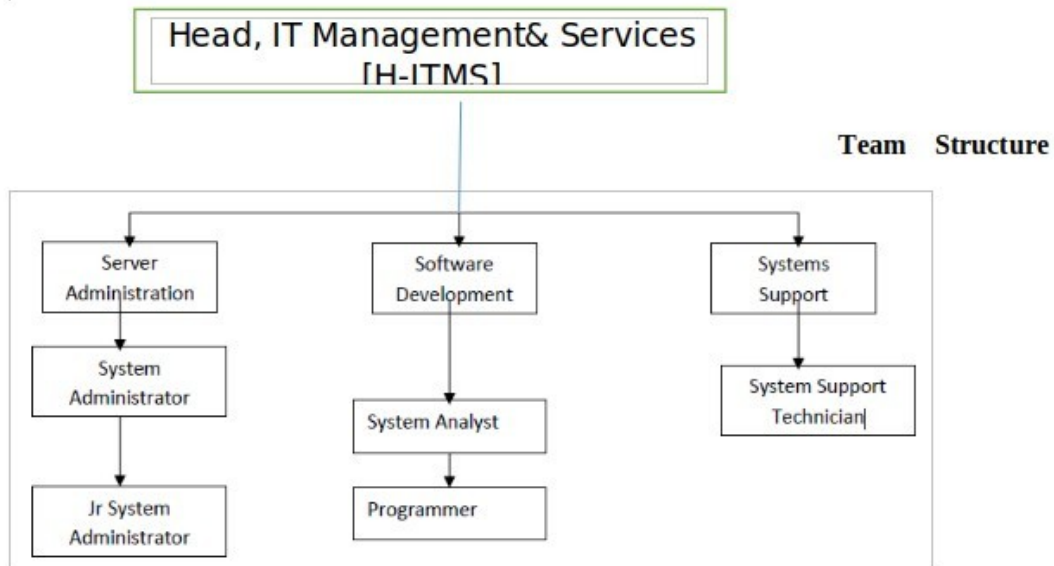 Head, IT Management& Services
[H-ITMS]
Team Structure
Server
Administration
Software
Development
Systems
Support
System
Administrator
System Analyst
System Support
Technician
Jr System
Administrator
Programmer